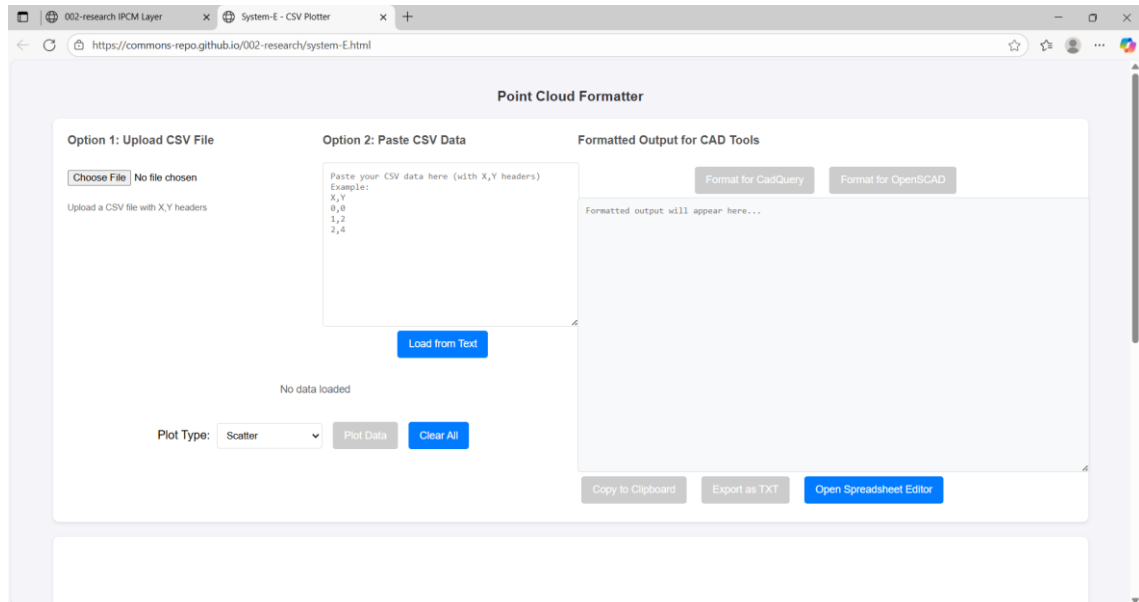 002-research IPCM Layer
System-E - CSV Plotter
https://commons-repo.github.io/002-research/system-E.html
Point Cloud Formatter
Option 1: Upload CSV File
Choose File No file chosen
Upload a CSV file with X,Y headers
Option 2: Paste CSV Data
Paste your CSV data here (with X,Y headers)
Example:
X,Y
0,0
1,2
2,4
Load from Text
No data loaded
Plot Type: Scatter Plot Data Clear All
Formatted Output for CAD Tools
Format for CadQuery Format for OpenSCAD
Formatted output will appear here...
Copy to Clipboard Export as TXT Open Spreadsheet Editor